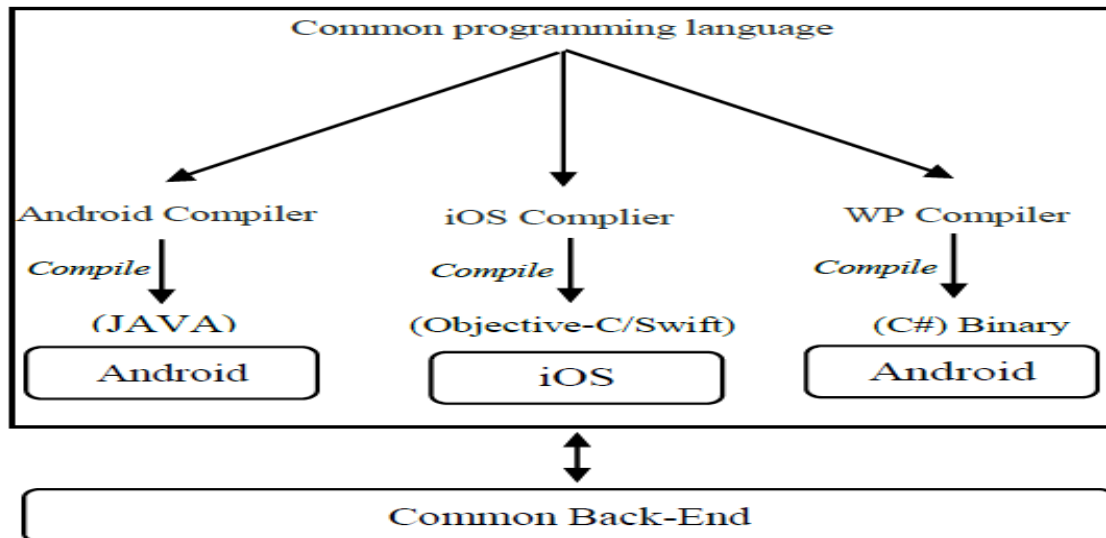 Common programming language
Android Compiler
iOS Complier
WP Compiler
Compile
Compile
Compile
(JAVA)
(Objective-C/Swift)
(C#) Binary
Android
iOS
Android
Common Back-End